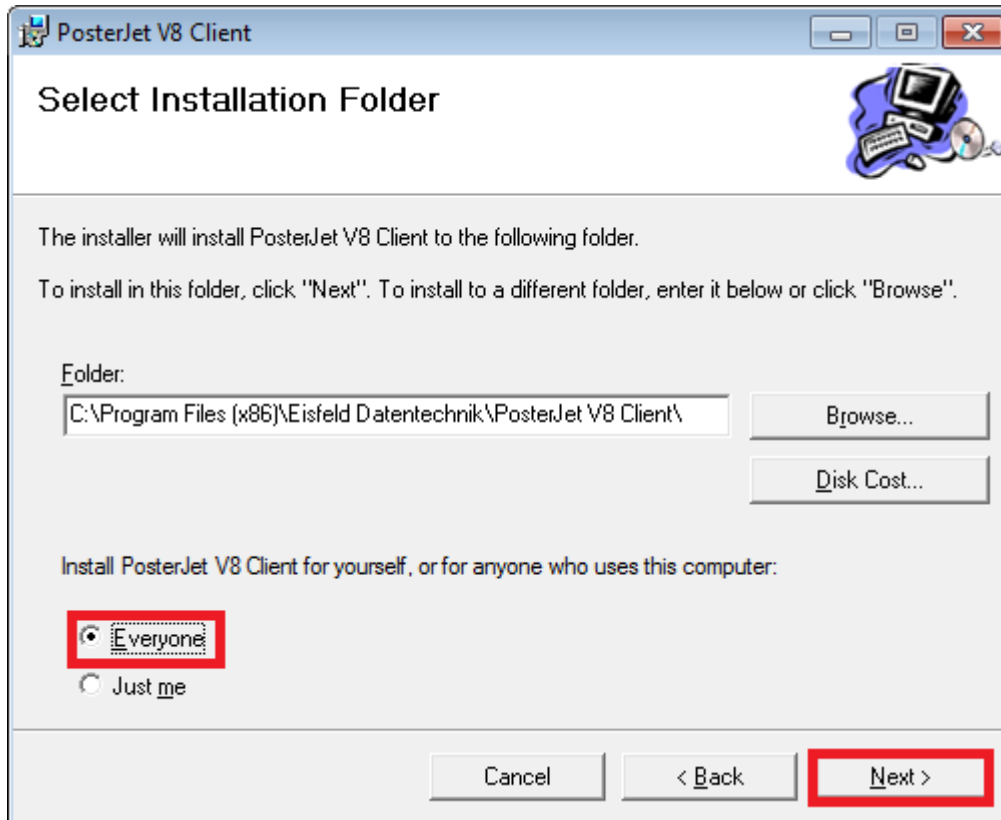 PosterJet V8 Client
Select Installation Folder
The installer will install PosterJet V8 Client to the following folder.
To install in this folder, click "Next". To install to a different folder, enter it below or click "Browse".
Folder:
C:\Program Files (x86)\Eisfeld Datentechnik\PosterJet V8 Client\
Browse...
Disk Cost...
Install PosterJet V8 Client for yourself, or for anyone who uses this computer:
Everyone
Just me
Cancel
< Back
Next >